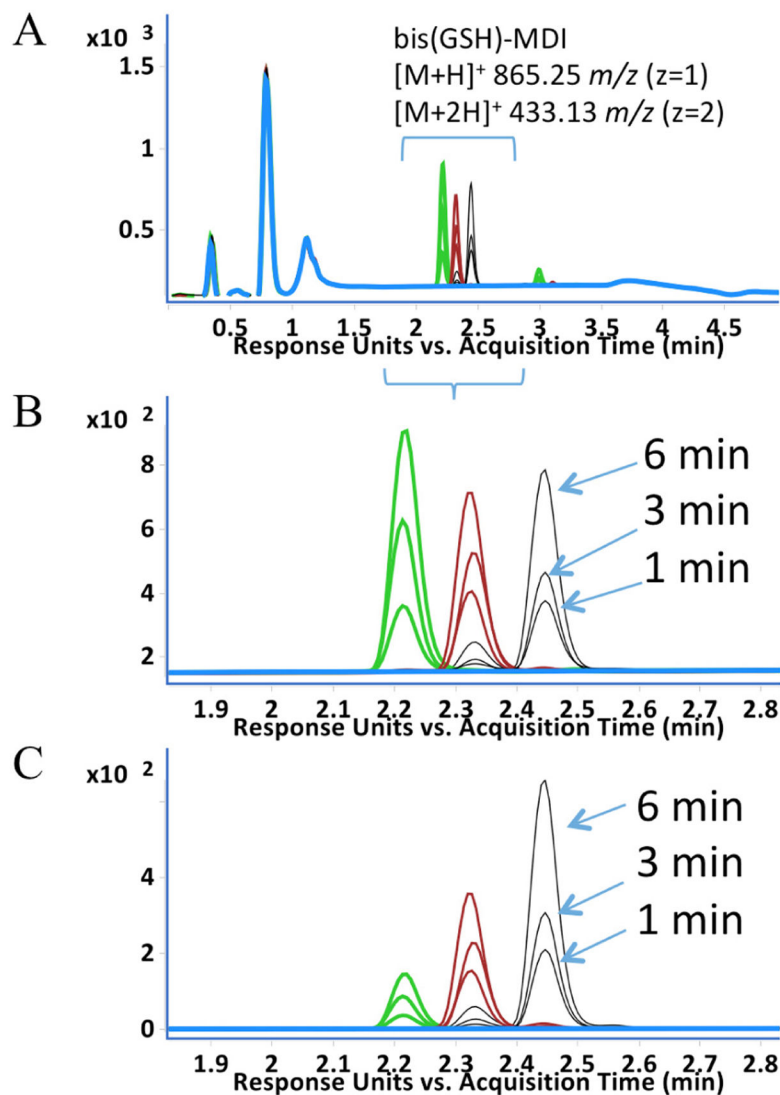 A
x10 3
bis(GSH)-MDI
[M+H]+ 865.25 m/z (z=1)
[M+2H]+ 433.13 m/z (z=2)
1.5
1
0.5
0.5 1 1.5 2 2.5 3 3.5 4 4.5
Response Units vs. Acquisition Time (min)
B
x10 2
8
6
4
2
6 min
3 min
1 min
1.9 2 2.1 2.2 2.3 2.4 2.5 2.6 2.7 2.8
Response Units vs. Acquisition Time (min)
C
x10 2
4
2
0
6 min
3 min
1 min
1.9 2 2.1 2.2 2.3 2.4 2.5 2.6 2.7 2.8
Response Units vs. Acquisition Time (min)